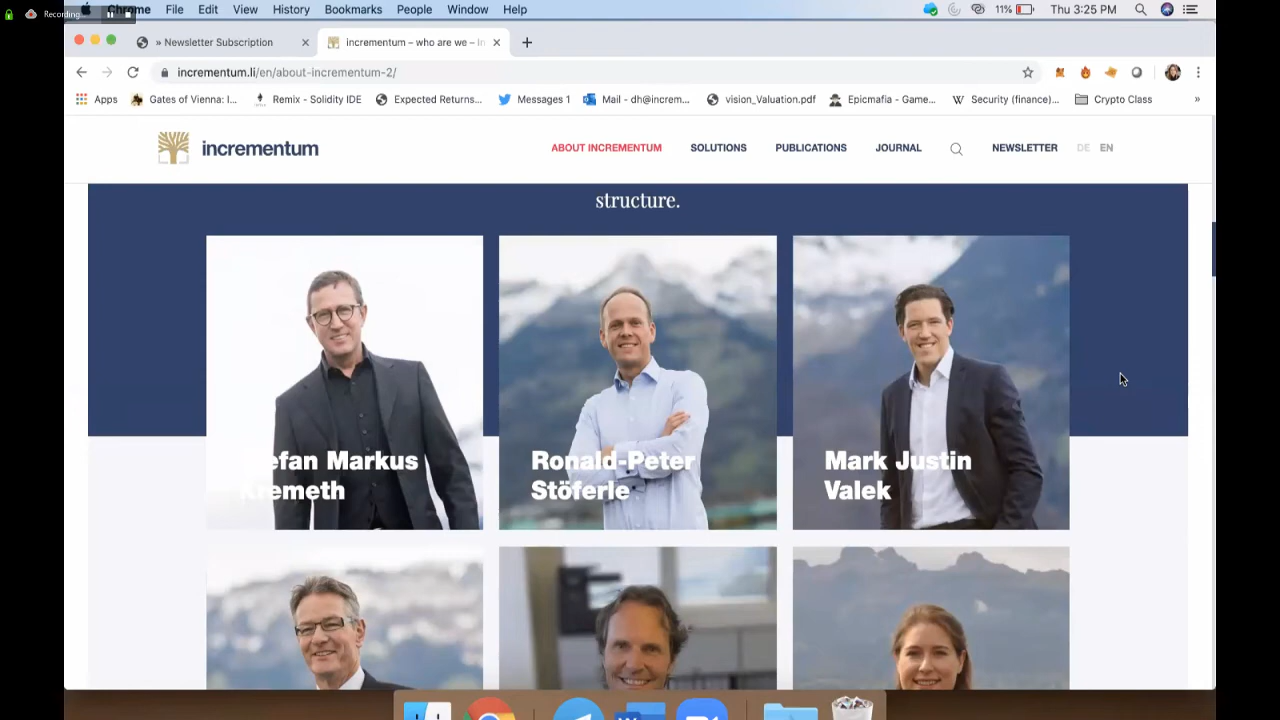 Recording
Chrome File Edit View History Bookmarks People Window Help 11% Thu 3:25 PM
» Newsletter Subscription incrementum – who are we – In
incrementum.li/en/about-incrementum-2/
Apps Gates of Vienna: I... Remix - Solidity IDE Expected Returns... Messages 1 Mail - dh@increm... vision_Valuation.pdf Epicmafia - Game... Security (finance)... Crypto Class »
incrementum ABOUT INCREMENTUM SOLUTIONS PUBLICATIONS JOURNAL NEWSLETTER DE EN
structure.
Stefan Markus
Kremeth
Ronald-Peter
Stöferle
Mark Justin
Valek